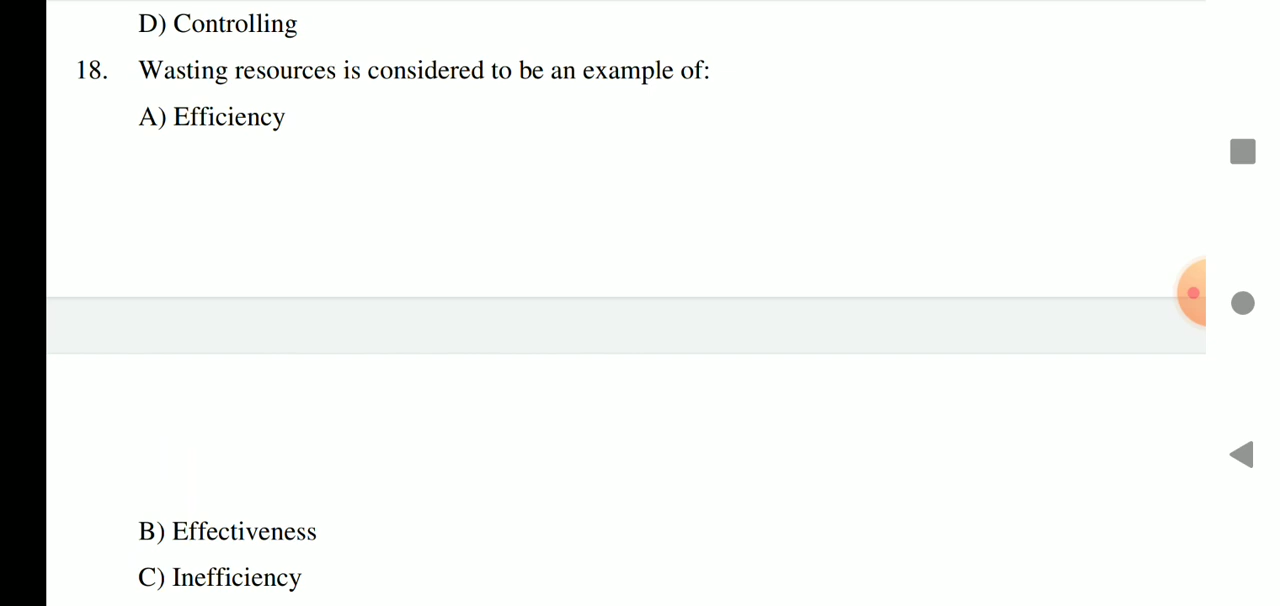 D) Controlling
18. Wasting resources is considered to be an example of:
A) Efficiency
B) Effectiveness
C) Inefficiency